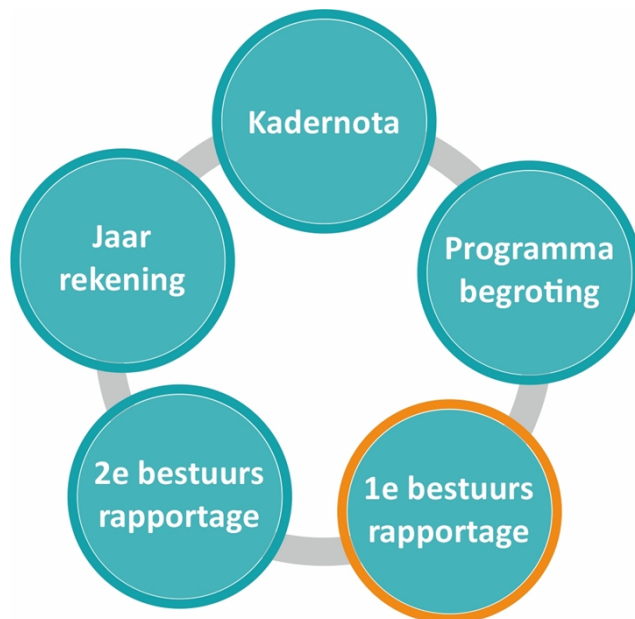 Kadernota
Programma
begroting
1e bestuurs
rapportage
2e bestuurs
rapportage
Jaar
rekening